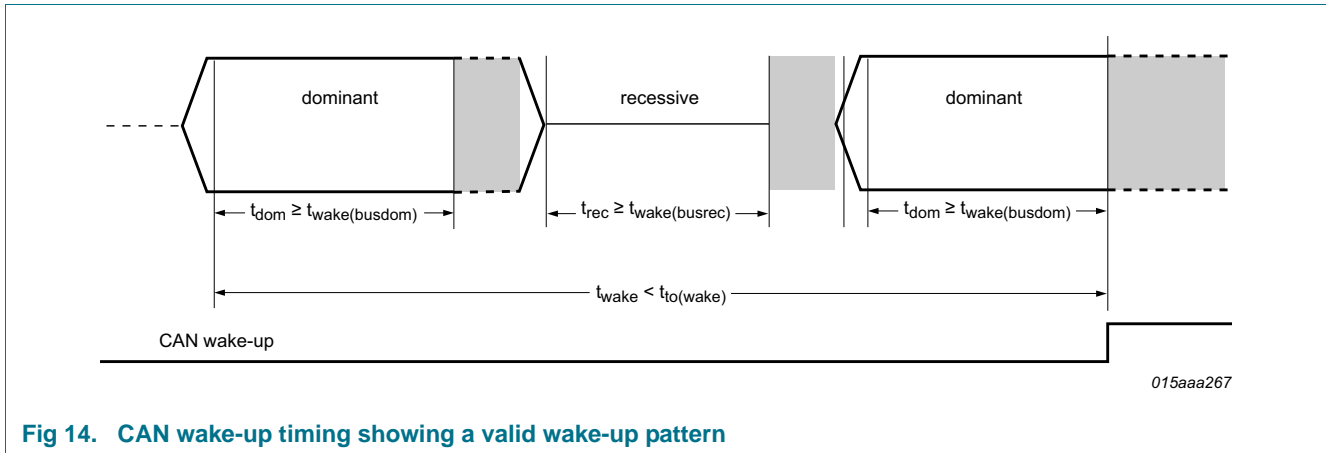 dominant
recessive
dominant
tdom ≥ twake(busdom)
trec ≥ twake(busrec)
tdom ≥ twake(busdom)
twake < tto(wake)
CAN wake-up
015aaa267
Fig 14. CAN wake-up timing showing a valid wake-up pattern